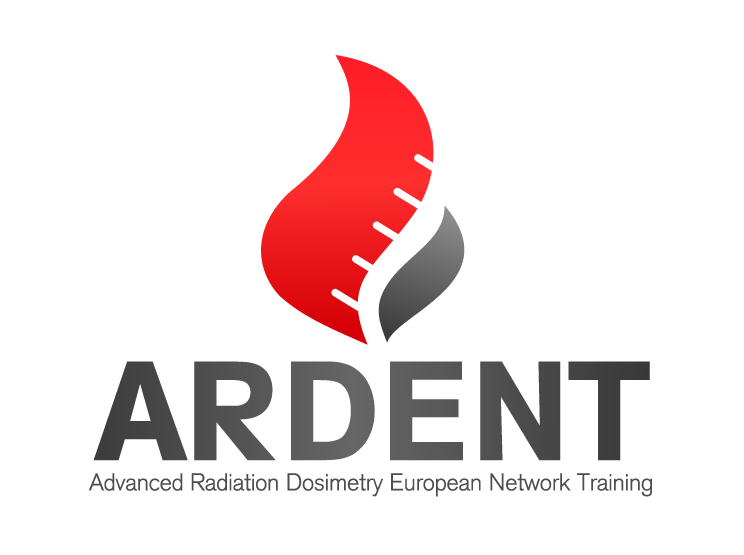 ARDENT
Advanced Radiation Dosimetry European Network Training